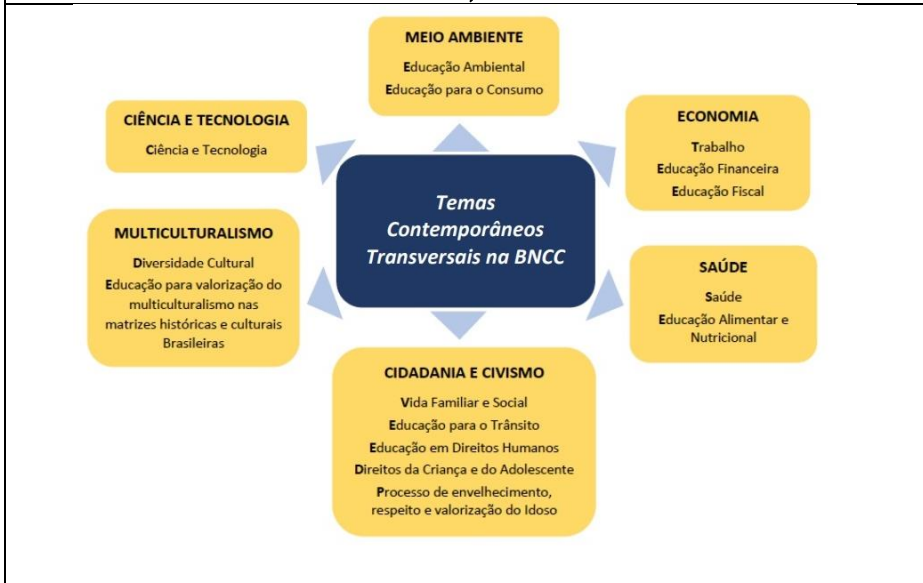 MEIO AMBIENTE
Educação Ambiental
Educação para o Consumo
CIÊNCIA E TECNOLOGIA
Ciência e Tecnologia
ECONOMIA
Trabalho
Educação Financeira
Educação Fiscal
Temas
Contemporâneos
Transversais na BNCC
MULTICULTURALISMO
Diversidade Cultural
Educação para valorização do
multiculturalismo nas
matrizes históricas e culturais
Brasileiras
SAÚDE
Saúde
Educação Alimentar e
Nutricional
CIDADANIA E CIVISMO
Vida Familiar e Social
Educação para o Trânsito
Educação em Direitos Humanos
Direitos da Criança e do Adolescente
Processo de envelhecimento,
respeito e valorização do Idoso